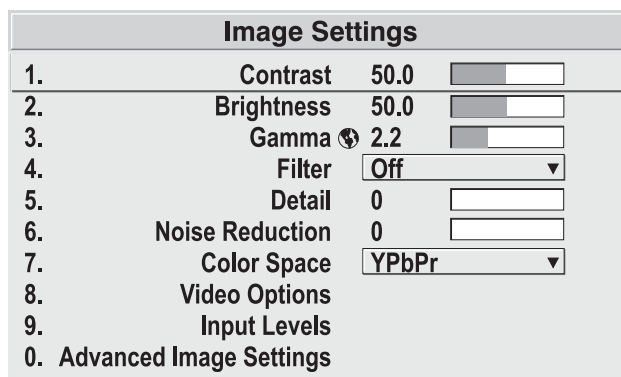 Image Settings
1. Contrast 50.0
2. Brightness 50.0
3. Gamma 2.2
4. Filter Off
5. Detail 0
6. Noise Reduction 0
7. Color Space YPbPr
8. Video Options
9. Input Levels
0. Advanced Image Settings